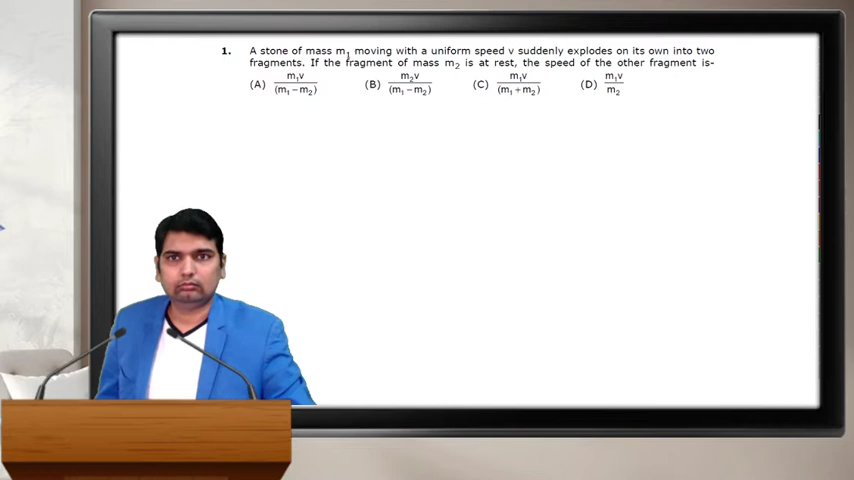 1. A stone of mass m₁ moving with a uniform speed v suddenly explodes on its own into two
fragments. If the fragment of mass m₂ is at rest, the speed of the other fragment is-
(A) m₁v/(m₁ − m₂) (B) m₂v/(m₁ − m₂) (C) m₁v/(m₁ + m₂) (D) m₁v/m₂